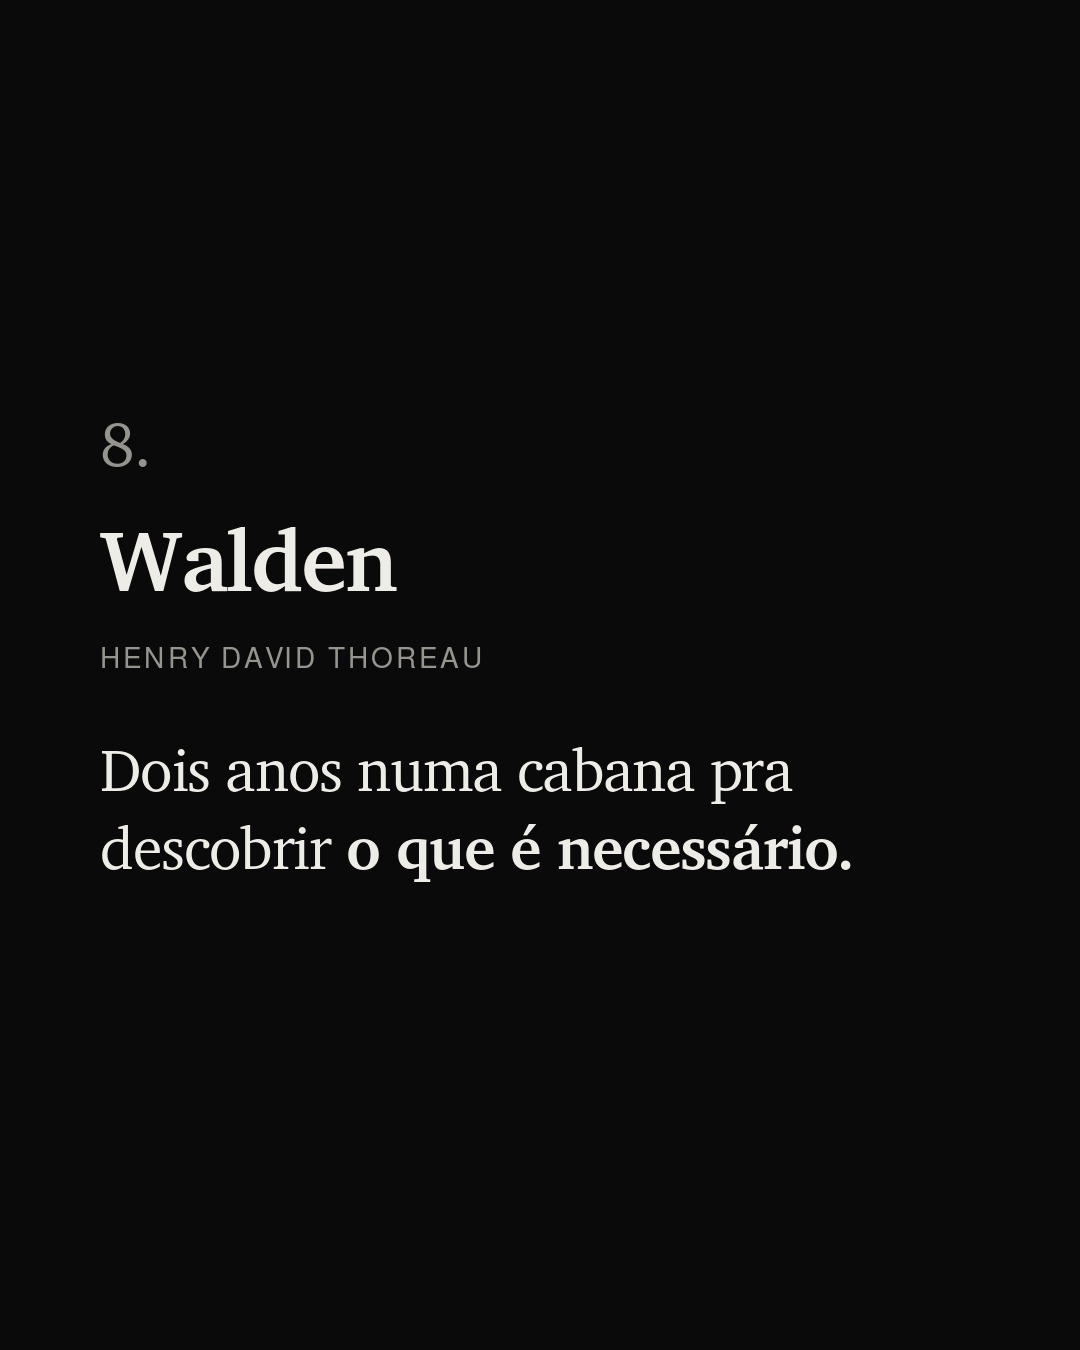 8.
Walden
HENRY DAVID THOREAU
Dois anos numa cabana pra
descobrir o que é necessário.